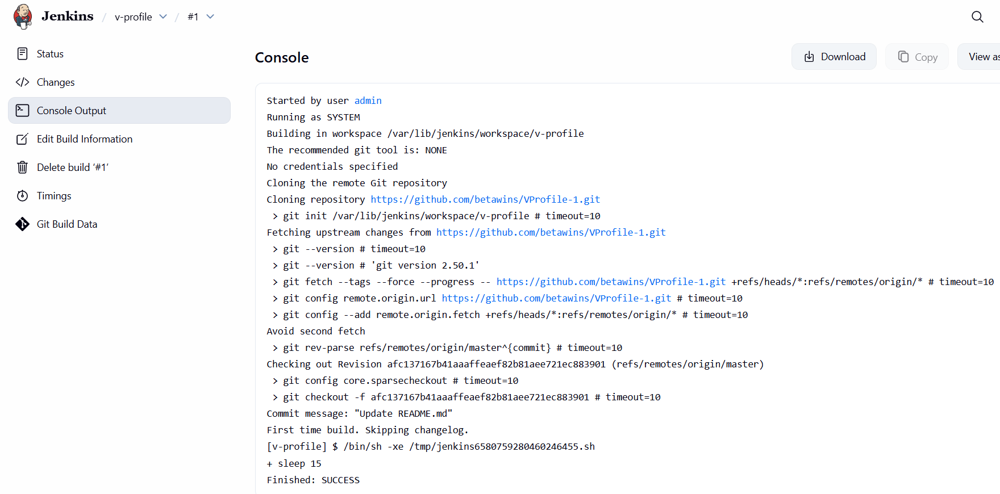 Jenkins / v-profile / #1
Status
Changes
Console Output
Edit Build Information
Delete build ‘#1’
Timings
Git Build Data
Console
Download
Copy
View as
Started by user admin
Running as SYSTEM
Building in workspace /var/lib/jenkins/workspace/v-profile
The recommended git tool is: NONE
No credentials specified
Cloning the remote Git repository
Cloning repository https://github.com/betawins/VProfile-1.git
> git init /var/lib/jenkins/workspace/v-profile # timeout=10
Fetching upstream changes from https://github.com/betawins/VProfile-1.git
> git --version # timeout=10
> git --version # 'git version 2.50.1'
> git fetch --tags --force --progress -- https://github.com/betawins/VProfile-1.git +refs/heads/*:refs/remotes/origin/* # timeout=10
> git config remote.origin.url https://github.com/betawins/VProfile-1.git # timeout=10
> git config --add remote.origin.fetch +refs/heads/*:refs/remotes/origin/* # timeout=10
Avoid second fetch
> git rev-parse refs/remotes/origin/master^{commit} # timeout=10
Checking out Revision afc137167b41aaaffeaef82b81aee721ec883901 (refs/remotes/origin/master)
> git config core.sparsecheckout # timeout=10
> git checkout -f afc137167b41aaaffeaef82b81aee721ec883901 # timeout=10
Commit message: "Update README.md"
First time build. Skipping changelog.
[v-profile] $ /bin/sh -xe /tmp/jenkins6580759280460246455.sh
+ sleep 15
Finished: SUCCESS